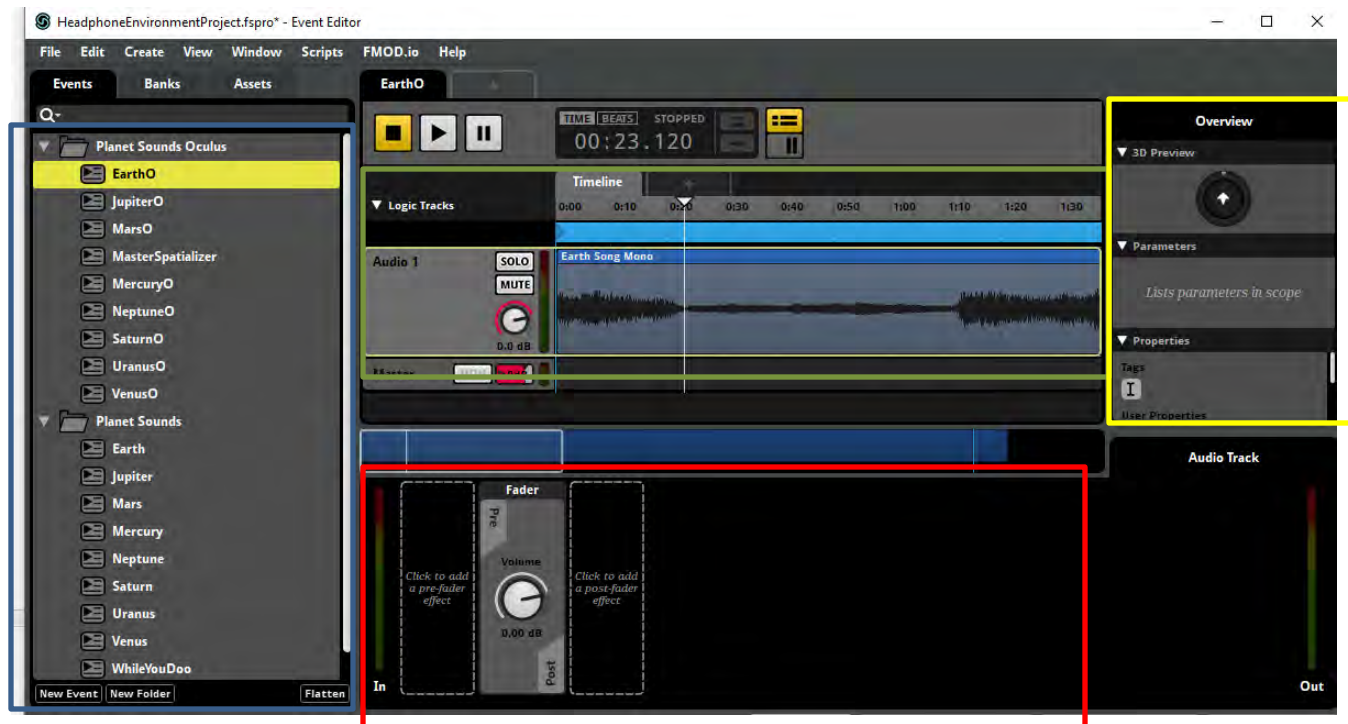 HeadphoneEnvironmentProject.fspro* - Event Editor
File Edit Create View Window Scripts FMOD.io Help
Events Banks Assets
EarthO
Planet Sounds Oculus
EarthO
JupiterO
MarsO
MasterSpatializer
MercuryO
NeptuneO
SaturnO
UranusO
VenusO
Planet Sounds
Earth
Jupiter
Mars
Mercury
Neptune
Saturn
Uranus
Venus
WhileYouDoo
New Event New Folder Flatten
TIME BEATS STOPPED
00:23.120
Timeline
Logic Tracks
0:00 0:10 0:20 0:30 0:40 0:50 1:00 1:10 1:20 1:30
Audio 1
SOLO
MUTE
0.0 dB
Earth Song Mono
Master
Overview
3D Preview
Parameters
Lists parameters in scope
Properties
Tags
User Properties
In
Click to add
a pre-fader
effect
Fader
Pre
Volume
0.00 dB
Post
Click to add
a post-fader
effect
Audio Track
Out